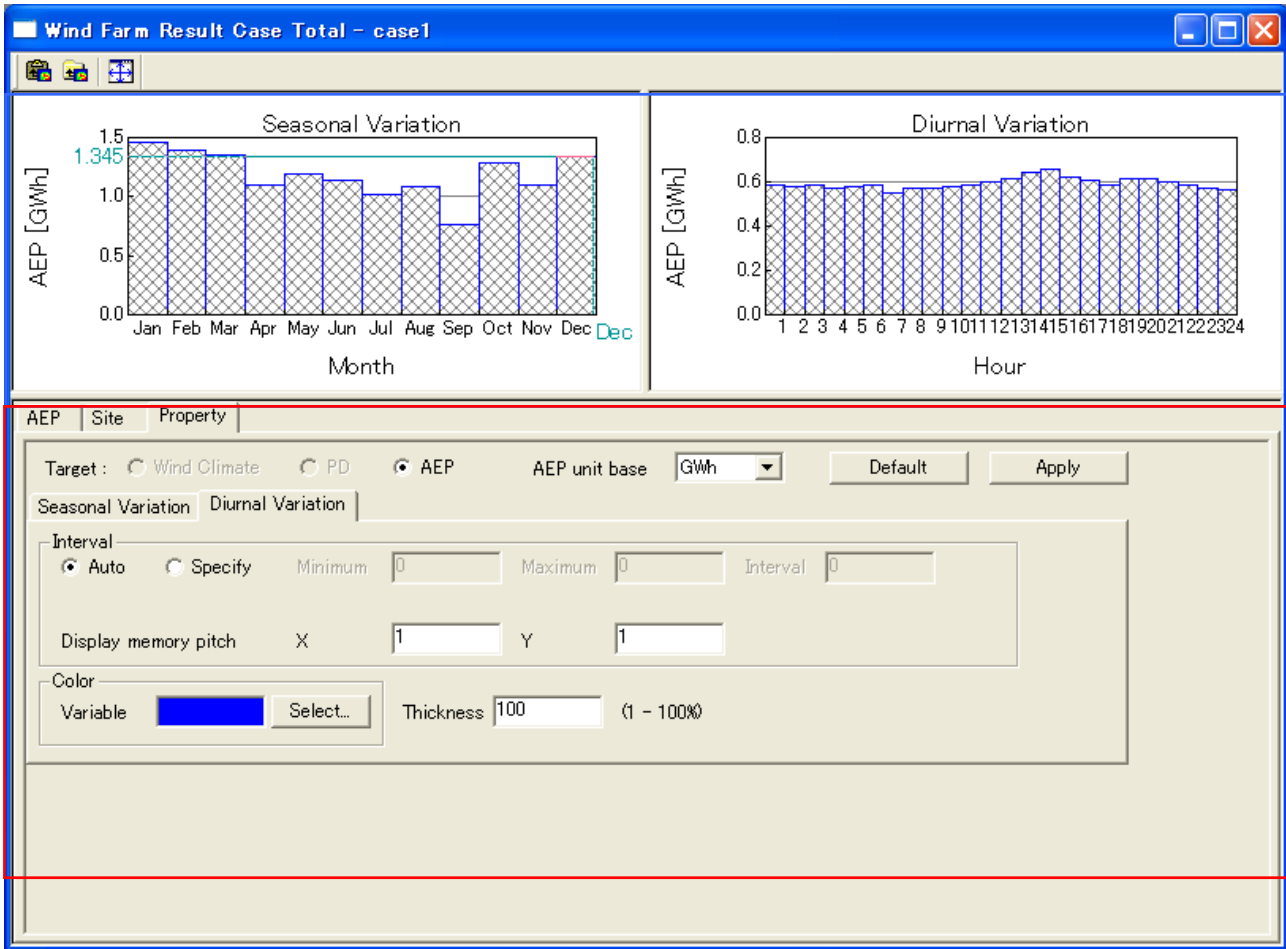 Wind Farm Result Case Total - case1
Seasonal Variation
AEP [GWh]
1.5
1.345
1.0
0.5
0.0
Jan Feb Mar Apr May Jun Jul Aug Sep Oct Nov Dec Dec
Month
Diurnal Variation
AEP [GWh]
0.8
0.6
0.4
0.2
0.0
1 2 3 4 5 6 7 8 9 10 11 12 13 14 15 16 17 18 19 20 21 22 23 24
Hour
AEP Site Property
Target : Wind Climate PD AEP AEP unit base GWh Default Apply
Seasonal Variation Diurnal Variation
Interval
Auto Specify Minimum 0 Maximum 0 Interval 0
Display memory pitch X 1 Y 1
Color
Variable Select... Thickness 100 (1 - 100%)